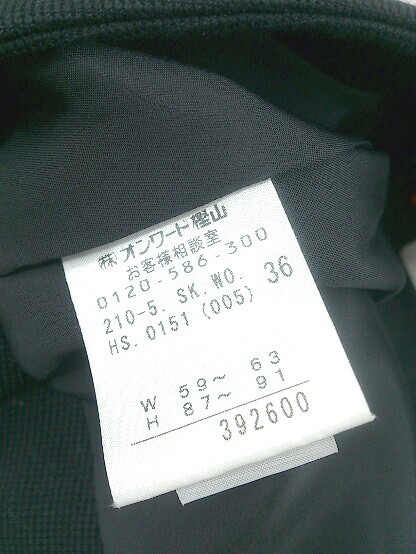 ㈱オンワード樫山
お客様相談室
0120-586-300
210-5. SK.WO. 36
HS. 0151 (005)
W 59～ 63
H 87～ 91
392600